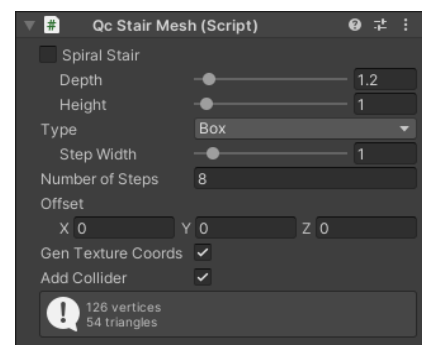 # Qc Stair Mesh (Script)
Spiral Stair
Depth 1.2
Height 1
Type Box
Step Width 1
Number of Steps 8
Offset
X 0 Y 0 Z 0
Gen Texture Coords
Add Collider
126 vertices
54 triangles